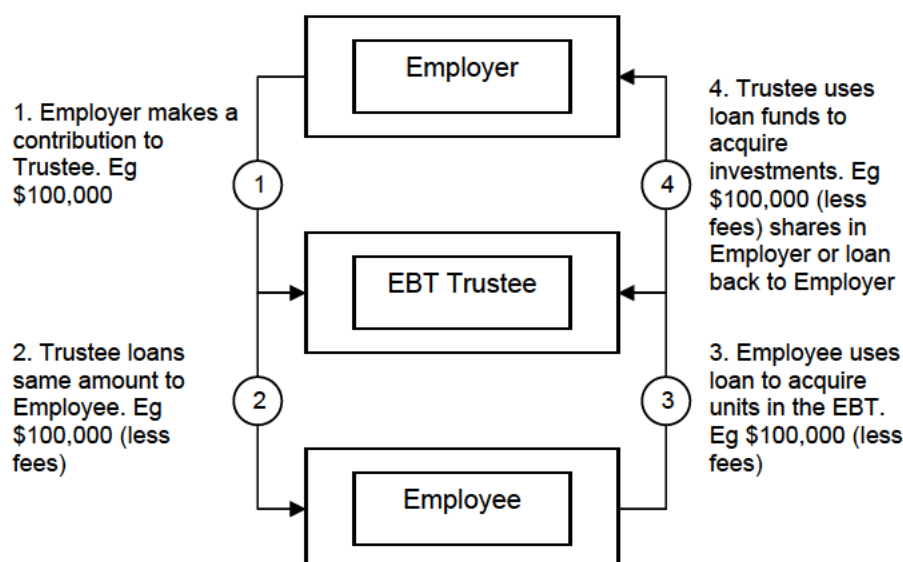 Employer
1. Employer makes a
contribution to
Trustee. Eg
$100,000
1
4. Trustee uses
loan funds to
acquire
investments. Eg
$100,000 (less
fees) shares in
Employer or loan
back to Employer
4
EBT Trustee
2. Trustee loans
same amount to
Employee. Eg
$100,000 (less
fees)
2
3. Employee uses
loan to acquire
units in the EBT.
Eg $100,000 (less
fees)
3
Employee